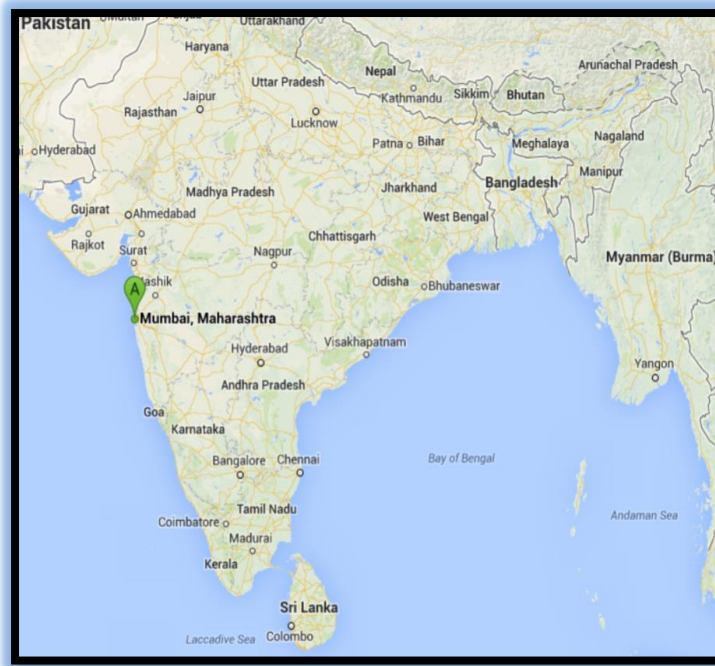 Pakistan
Uttarakhand
Haryana
Nepal
Arunachal Pradesh
Uttar Pradesh
Jaipur
Kathmandu
Sikkim
Bhutan
Rajasthan
Lucknow
Hyderabad
Patna
Bihar
Meghalaya
Nagaland
Manipur
Madhya Pradesh
Jharkhand
Bangladesh
Gujarat
Ahmedabad
West Bengal
Rajkot
Surat
Nagpur
Chhattisgarh
Myanmar (Burma)
ashik
Odisha
Bhubaneswar
A
Mumbai, Maharashtra
Visakhapatnam
Hyderabad
Yangon
Andhra Pradesh
Goa
Karnataka
Bangalore
Chennai
Bay of Bengal
Tamil Nadu
Andaman Sea
Coimbatore
Madurai
Kerala
Sri Lanka
Laccadive Sea
Colombo